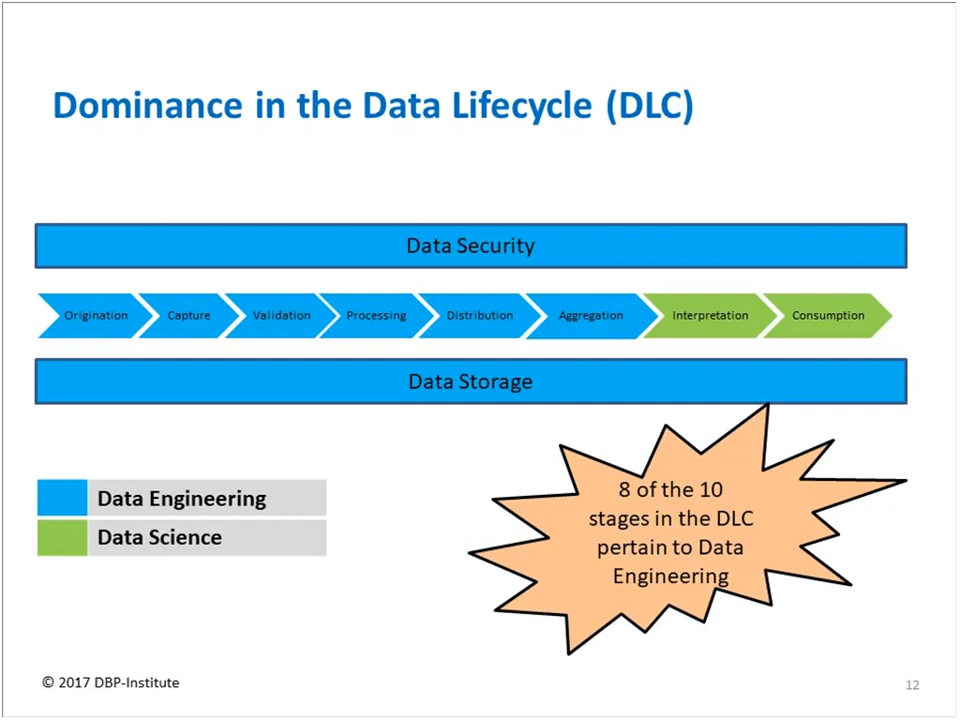 Dominance in the Data Lifecycle (DLC)
Data Security
Origination
Capture
Validation
Processing
Distribution
Aggregation
Interpretation
Consumption
Data Storage
Data Engineering
Data Science
8 of the 10
stages in the DLC
pertain to Data
Engineering
© 2017 DBP-Institute
12